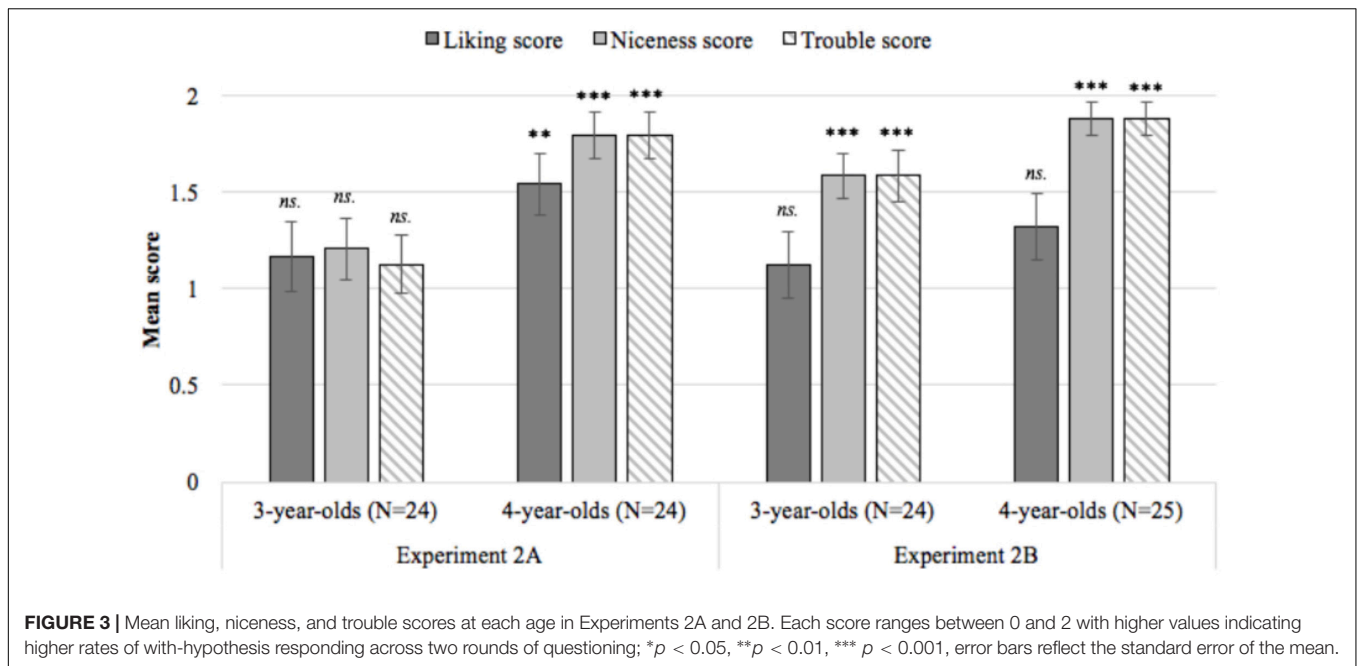 Liking score Niceness score Trouble score
2
1.5
1
0.5
0
Mean score
ns. ns. ns. ** *** *** ns. *** *** ns. *** ***
3-year-olds (N=24) 4-year-olds (N=24) 3-year-olds (N=24) 4-year-olds (N=25)
Experiment 2A Experiment 2B
FIGURE 3 | Mean liking, niceness, and trouble scores at each age in Experiments 2A and 2B. Each score ranges between 0 and 2 with higher values indicating
higher rates of with-hypothesis responding across two rounds of questioning; *p < 0.05, **p < 0.01, *** p < 0.001, error bars reflect the standard error of the mean.